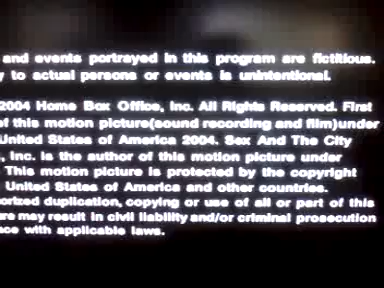 and events portrayed in this program are fictitious.
to actual persons or events is unintentional.
2004 Home Box Office, Inc. All Rights Reserved. First
of this motion picture(sound recording and film)under
United States of America 2004. Sex And The City
, Inc. is the author of this motion picture under
This motion picture is protected by the copyright
United States of America and other countries.
duplication, copying or use of all or part of this
may result in civil liability and/or criminal prosecution
with applicable laws.